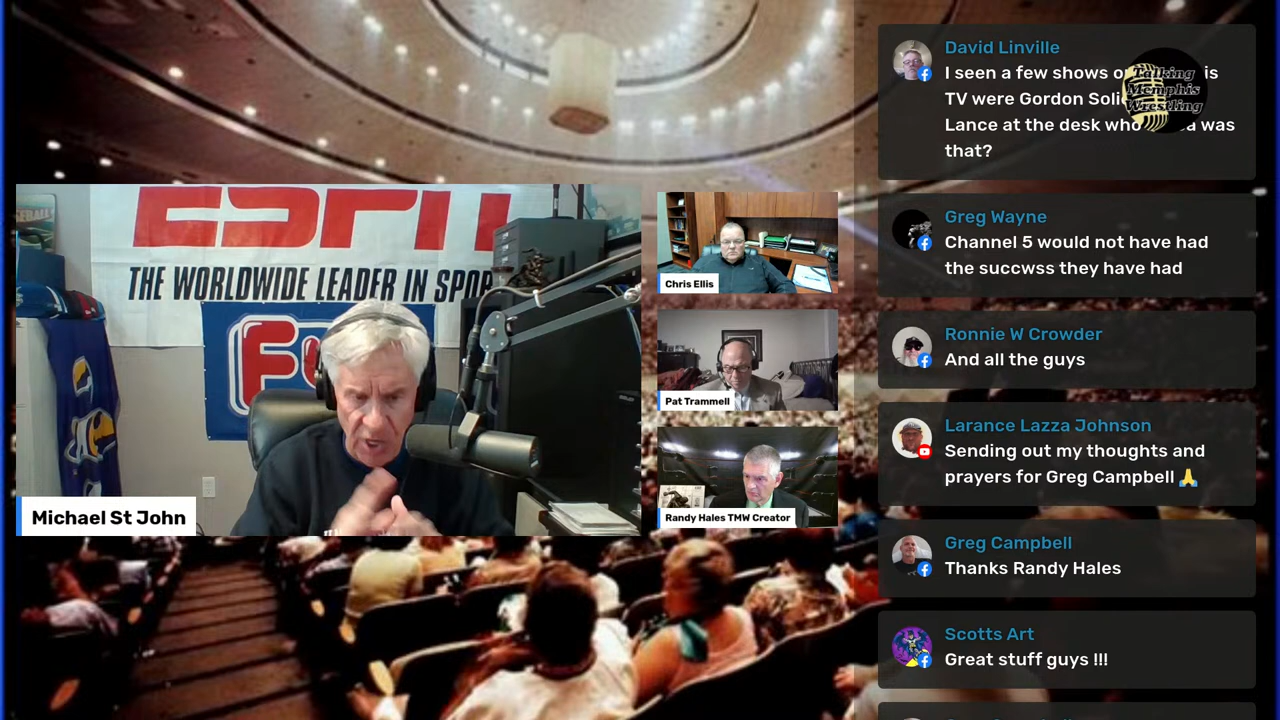 David Linville
I seen a few shows is
TV were Gordon Soli
Lance at the desk who was
that?
Talking
Memphis
Wrestling
Greg Wayne
Channel 5 would not have had
the succwss they have had
Ronnie W Crowder
And all the guys
Larance Lazza Johnson
Sending out my thoughts and
prayers for Greg Campbell 🙏
Greg Campbell
Thanks Randy Hales
Scotts Art
Great stuff guys !!!
ESPN
THE WORLDWIDE LEADER IN SPOR
Michael St John
Chris Ellis
Pat Trammell
Randy Hales TMW Creator